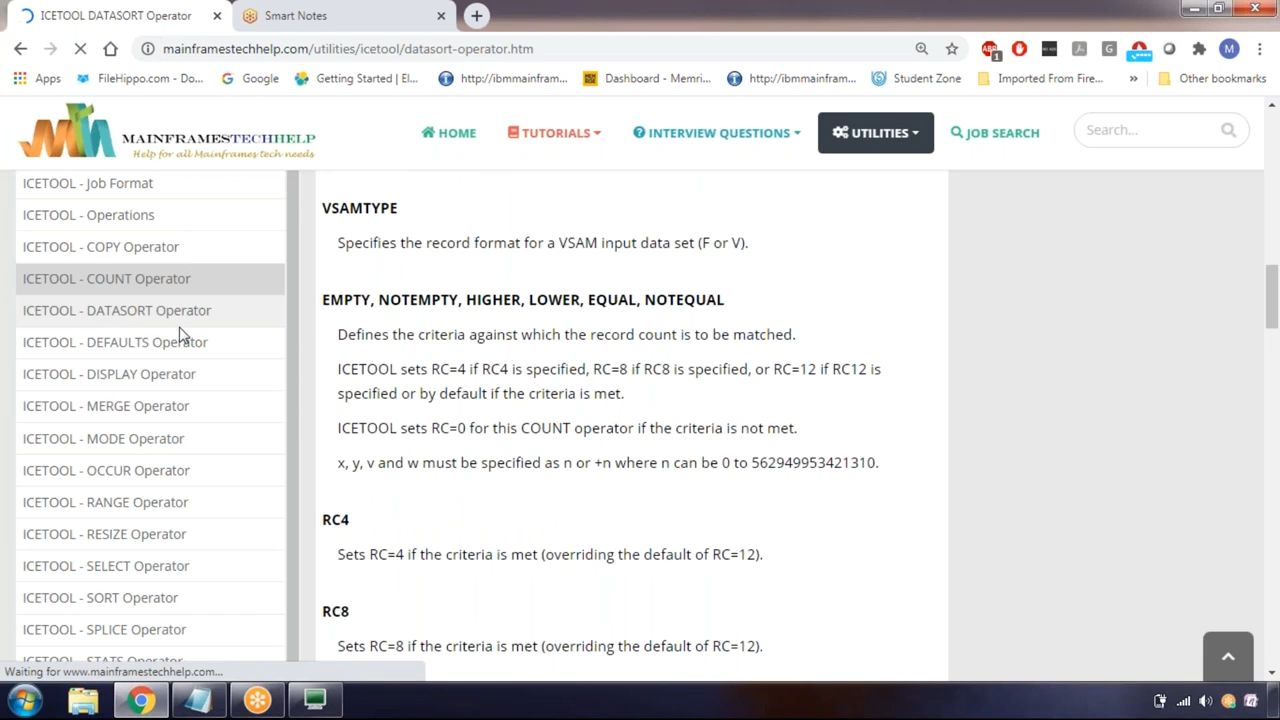 ICETOOL DATASORT Operator
Smart Notes
mainframestechhelp.com/utilities/icetool/datasort-operator.htm
Apps
FileHippo.com - Do...
Google
Getting Started | El...
http://ibmmainfram...
Dashboard - Memri...
http://ibmmainfram...
Student Zone
Imported From Fire...
»
Other bookmarks
MAINFRAMESTECHHELP
Help for all Mainframes tech needs
HOME
TUTORIALS
INTERVIEW QUESTIONS
UTILITIES
JOB SEARCH
Search...
ICETOOL - Job Format
ICETOOL - Operations
ICETOOL - COPY Operator
ICETOOL - COUNT Operator
ICETOOL - DATASORT Operator
ICETOOL - DEFAULTS Operator
ICETOOL - DISPLAY Operator
ICETOOL - MERGE Operator
ICETOOL - MODE Operator
ICETOOL - OCCUR Operator
ICETOOL - RANGE Operator
ICETOOL - RESIZE Operator
ICETOOL - SELECT Operator
ICETOOL - SORT Operator
ICETOOL - SPLICE Operator
ICETOOL - STATS Operator
VSAMTYPE
Specifies the record format for a VSAM input data set (F or V).
EMPTY, NOTEMPTY, HIGHER, LOWER, EQUAL, NOTEQUAL
Defines the criteria against which the record count is to be matched.
ICETOOL sets RC=4 if RC4 is specified, RC=8 if RC8 is specified, or RC=12 if RC12 is
specified or by default if the criteria is met.
ICETOOL sets RC=0 for this COUNT operator if the criteria is not met.
x, y, v and w must be specified as n or +n where n can be 0 to 562949953421310.
RC4
Sets RC=4 if the criteria is met (overriding the default of RC=12).
RC8
Sets RC=8 if the criteria is met (overriding the default of RC=12).
Waiting for www.mainframestechhelp.com...